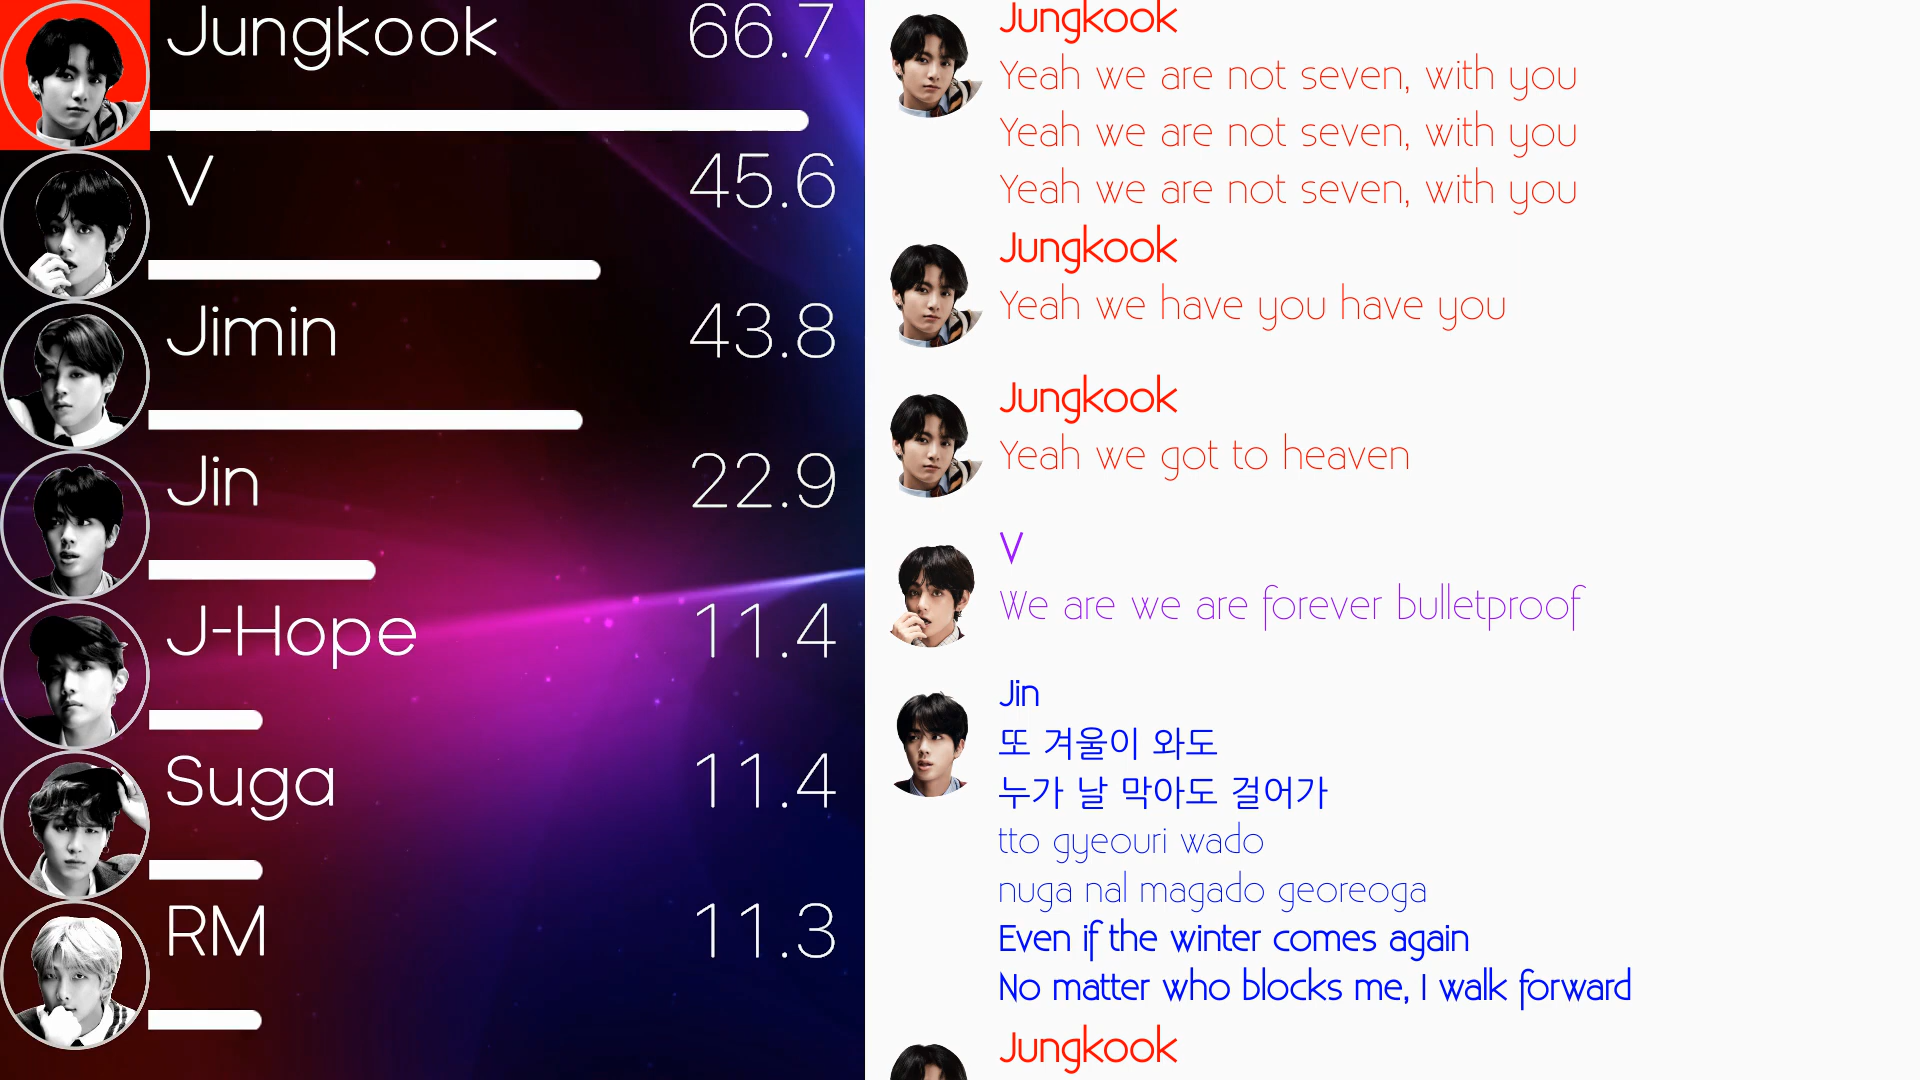 Jungkook 66.7
V 45.6
Jimin 43.8
Jin 22.9
J-Hope 11.4
Suga 11.4
RM 11.3
Jungkook
Yeah we are not seven, with you
Yeah we are not seven, with you
Yeah we are not seven, with you
Jungkook
Yeah we have you have you
Jungkook
Yeah we got to heaven
V
We are we are forever bulletproof
Jin
또 겨울이 와도
누가 날 막아도 걸어가
tto gyeouri wado
nuga nal magado georeoga
Even if the winter comes again
No matter who blocks me, I walk forward
Jungkook